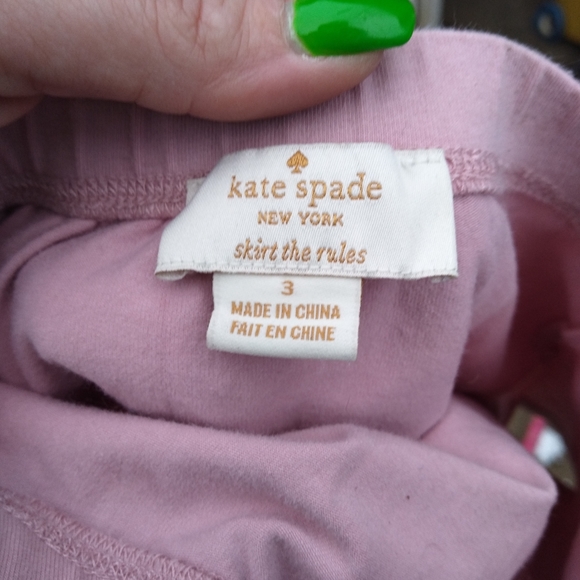 kate spade
NEW YORK
skirt the rules
3
MADE IN CHINA
FAIT EN CHINE